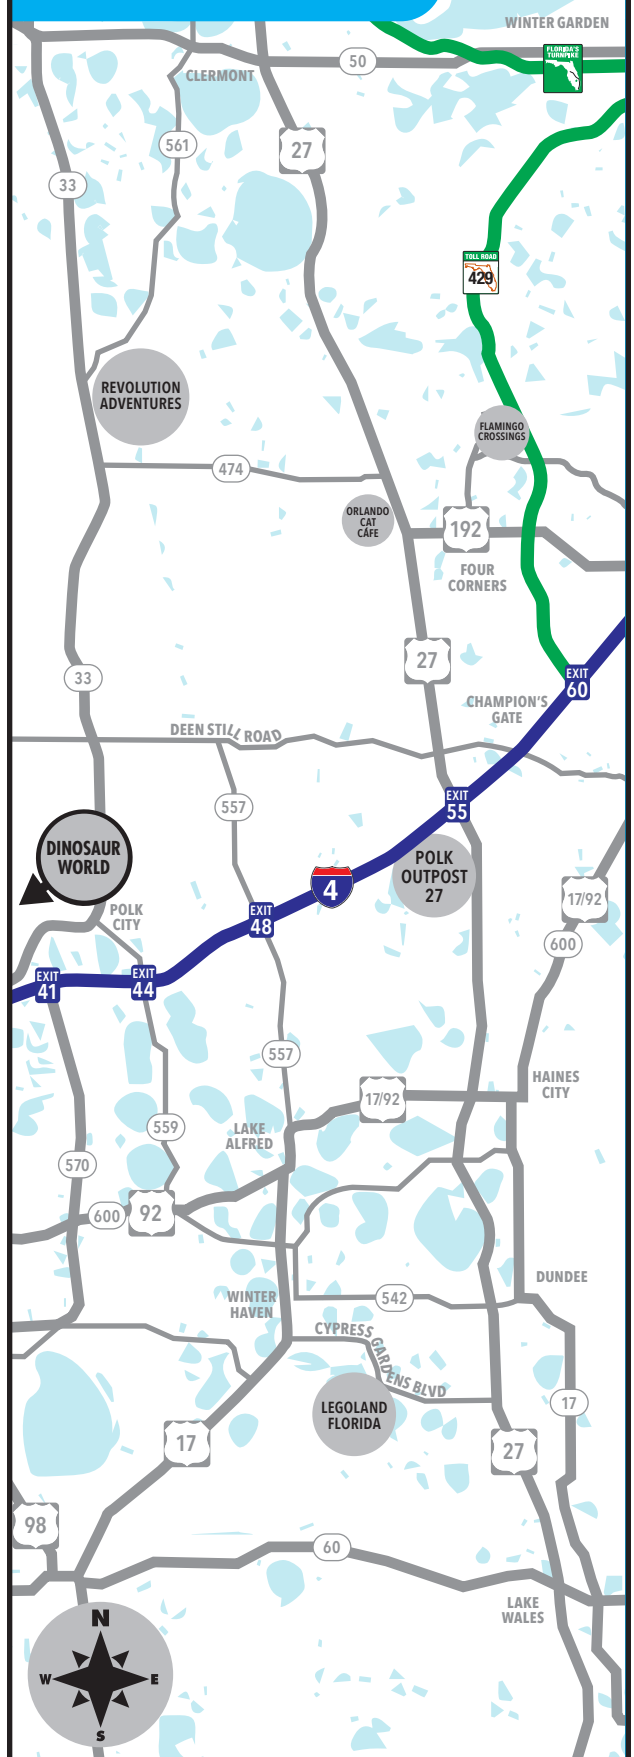 WINTER GARDEN
FLORIDA'S
TURNPIKE
50
CLERMONT
561
27
33
TOLL ROAD
429
REVOLUTION
ADVENTURES
FLAMINGO
CROSSINGS
474
ORLANDO
CAT
CÁFE
192
FOUR
CORNERS
27
33
EXIT
60
CHAMPION'S
GATE
DEEN STILL ROAD
557
EXIT
55
DINOSAUR
WORLD
POLK
OUTPOST
27
4
17/92
POLK
CITY
EXIT
48
600
EXIT
41
EXIT
44
557
HAINES
CITY
17/92
559
LAKE
ALFRED
570
600
92
DUNDEE
WINTER
HAVEN
542
CYPRESS GARDENS BLVD
LEGOLAND
FLORIDA
17
17
27
98
60
LAKE
WALES
N
W
E
S